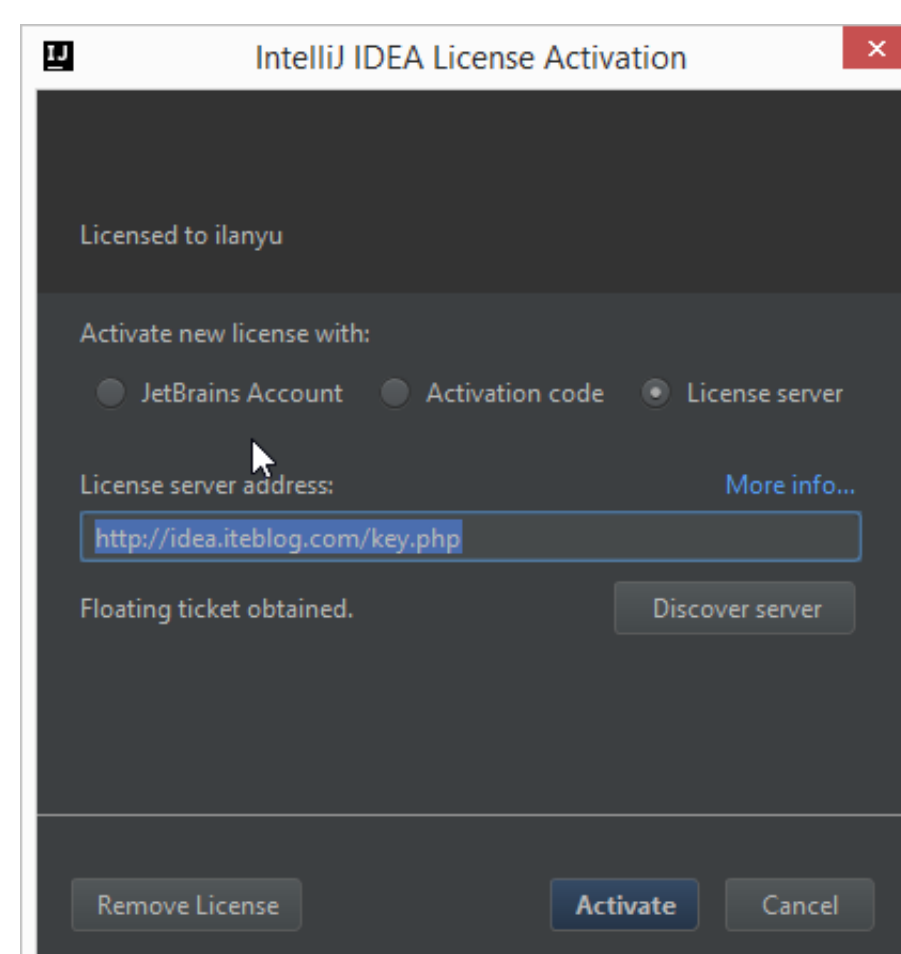 IJ IntelliJ IDEA License Activation
Licensed to ilanyu
Activate new license with:
JetBrains Account Activation code License server
License server address: More info...
http://idea.iteblog.com/key.php
Floating ticket obtained. Discover server
Remove License Activate Cancel